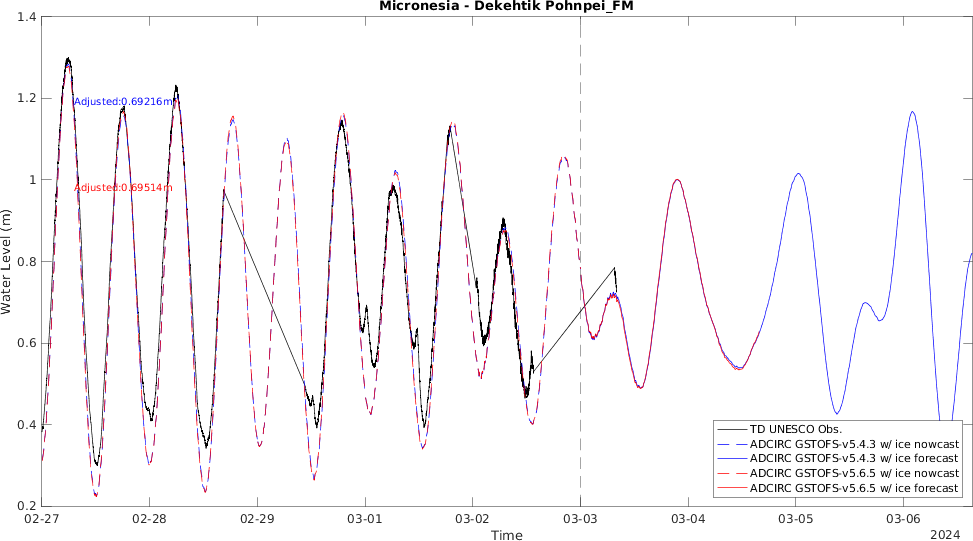 Micronesia - Dekehtik Pohnpei_FM
1.4
1.2
1
0.8
0.6
0.4
0.2
Water Level (m)
Adjusted:0.69216m
Adjusted:0.69514m
TD UNESCO Obs.
ADCIRC GSTOFS-v5.4.3 w/ ice nowcast
ADCIRC GSTOFS-v5.4.3 w/ ice forecast
ADCIRC GSTOFS-v5.6.5 w/ ice nowcast
ADCIRC GSTOFS-v5.6.5 w/ ice forecast
02-27 02-28 02-29 03-01 03-02 03-03 03-04 03-05 03-06
Time
2024